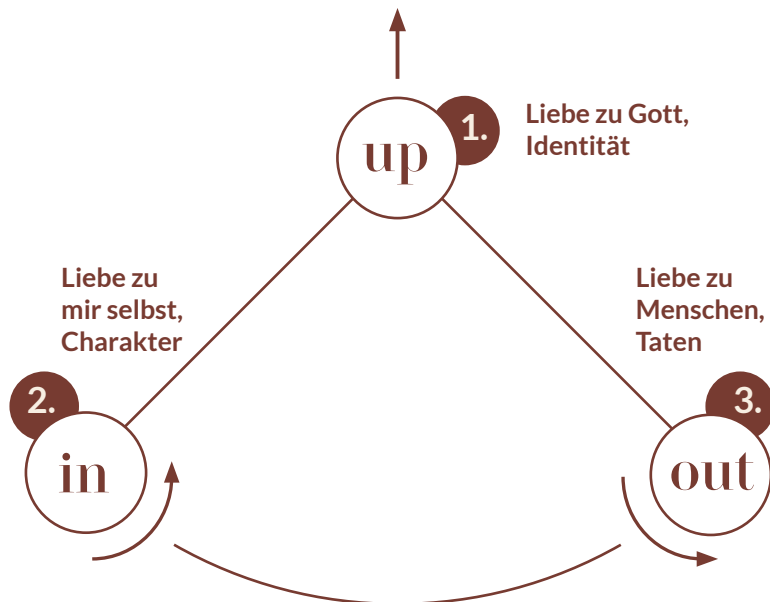 up
1.
Liebe zu Gott,
Identität
Liebe zu
mir selbst,
Charakter
2.
in
Liebe zu
Menschen,
Taten
3.
out